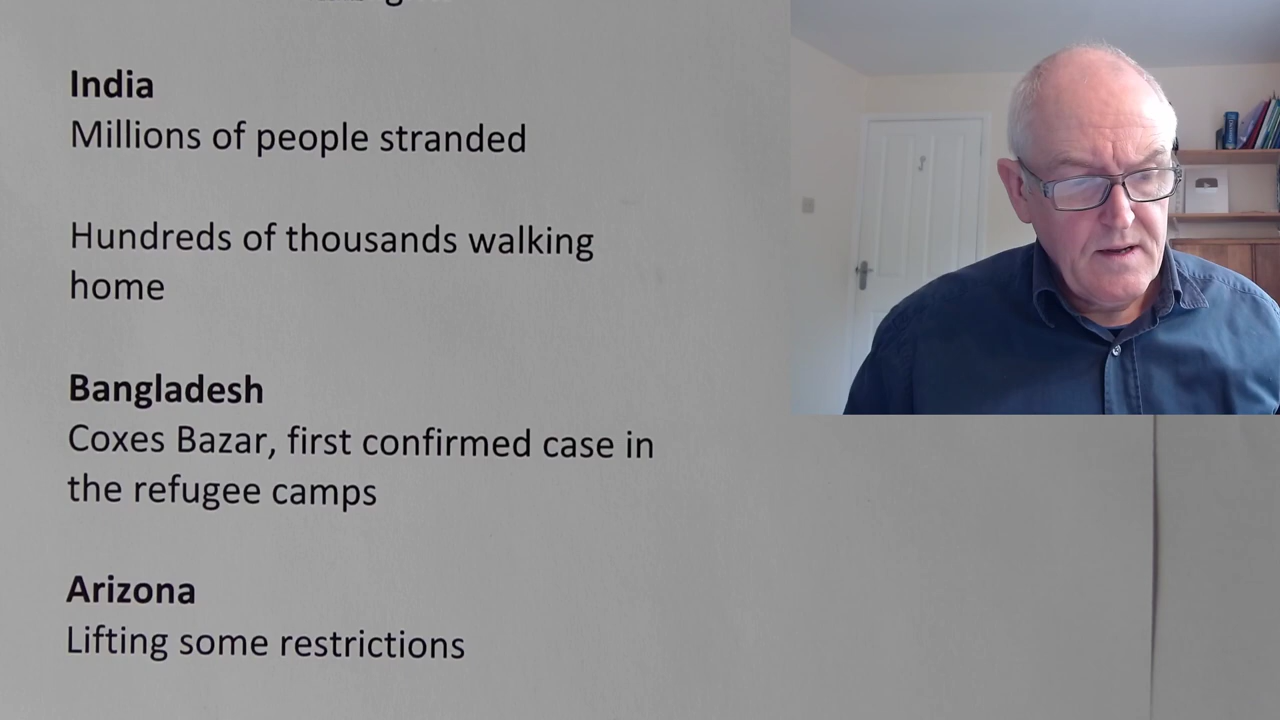 India
Millions of people stranded
Hundreds of thousands walking
home
Bangladesh
Coxes Bazar, first confirmed case in
the refugee camps
Arizona
Lifting some restrictions